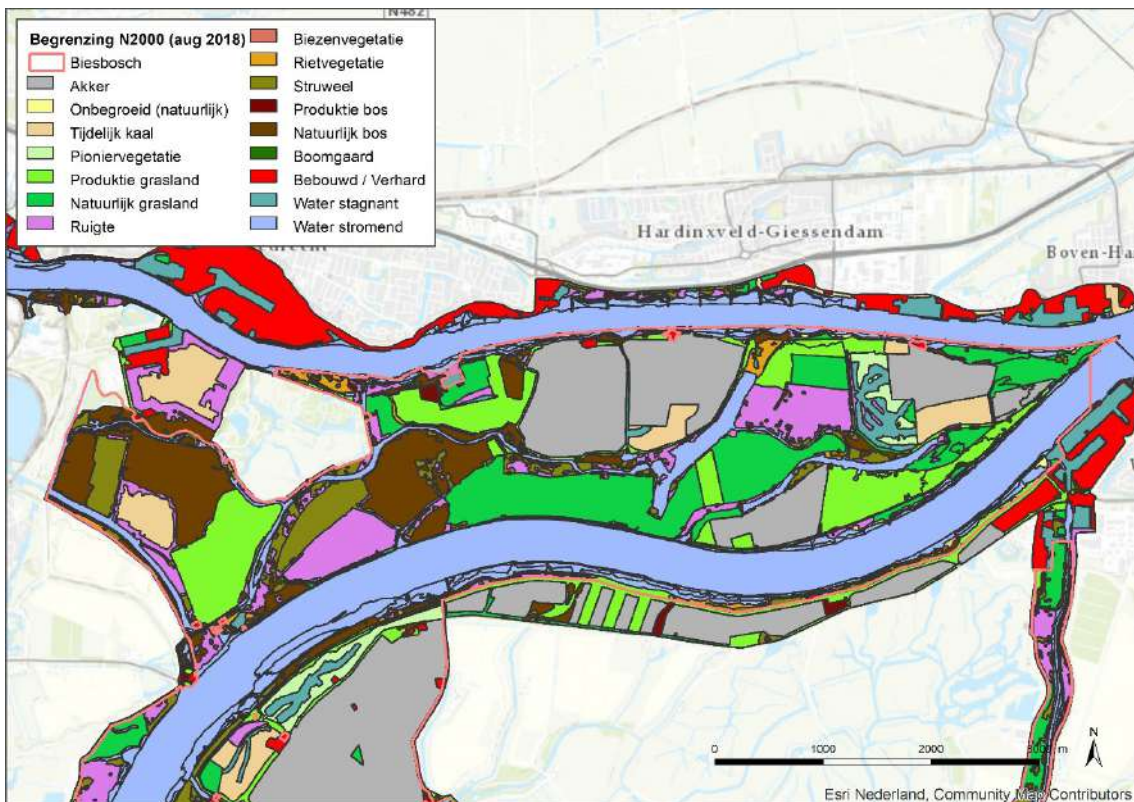 N482
Begrenzing N2000 (aug 2018)
Biesbosch
Akker
Onbegroeid (natuurlijk)
Tijdelijk kaal
Pioniervegetatie
Produktie grasland
Natuurlijk grasland
Ruigte
Biezenvegetatie
Rietvegetatie
Struweel
Produktie bos
Natuurlijk bos
Boomgaard
Bebouwd / Verhard
Water stagnant
Water stromend
Hardinxveld-Giessendam
Boven-Ha
N
0 1000 2000 3000 m
Esri Nederland, Community Map Contributors